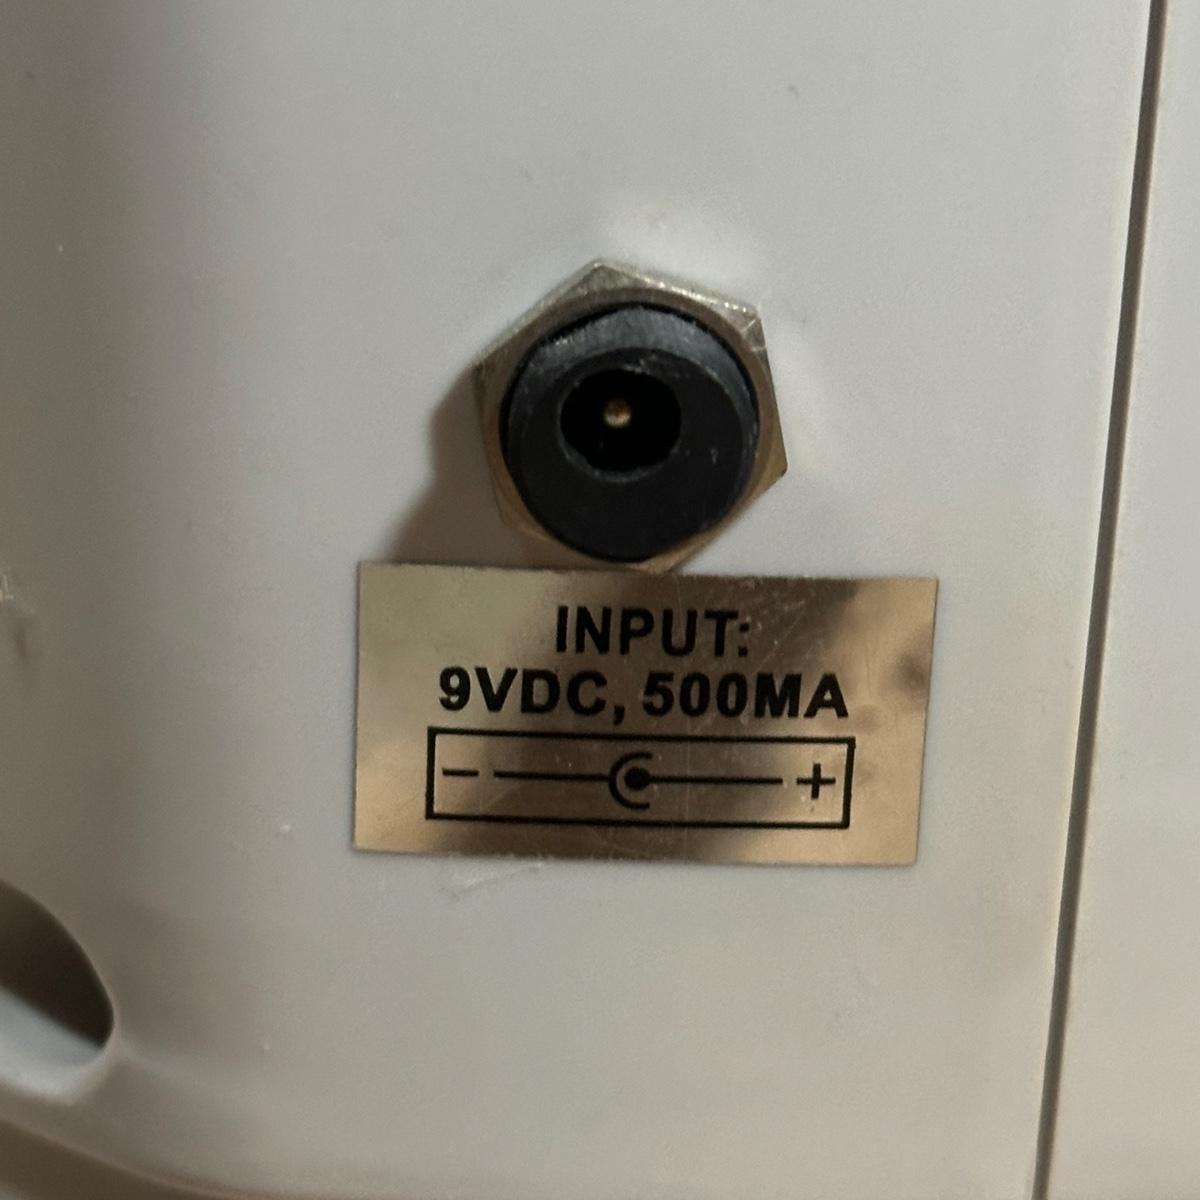 INPUT:
9VDC, 500MA
− +